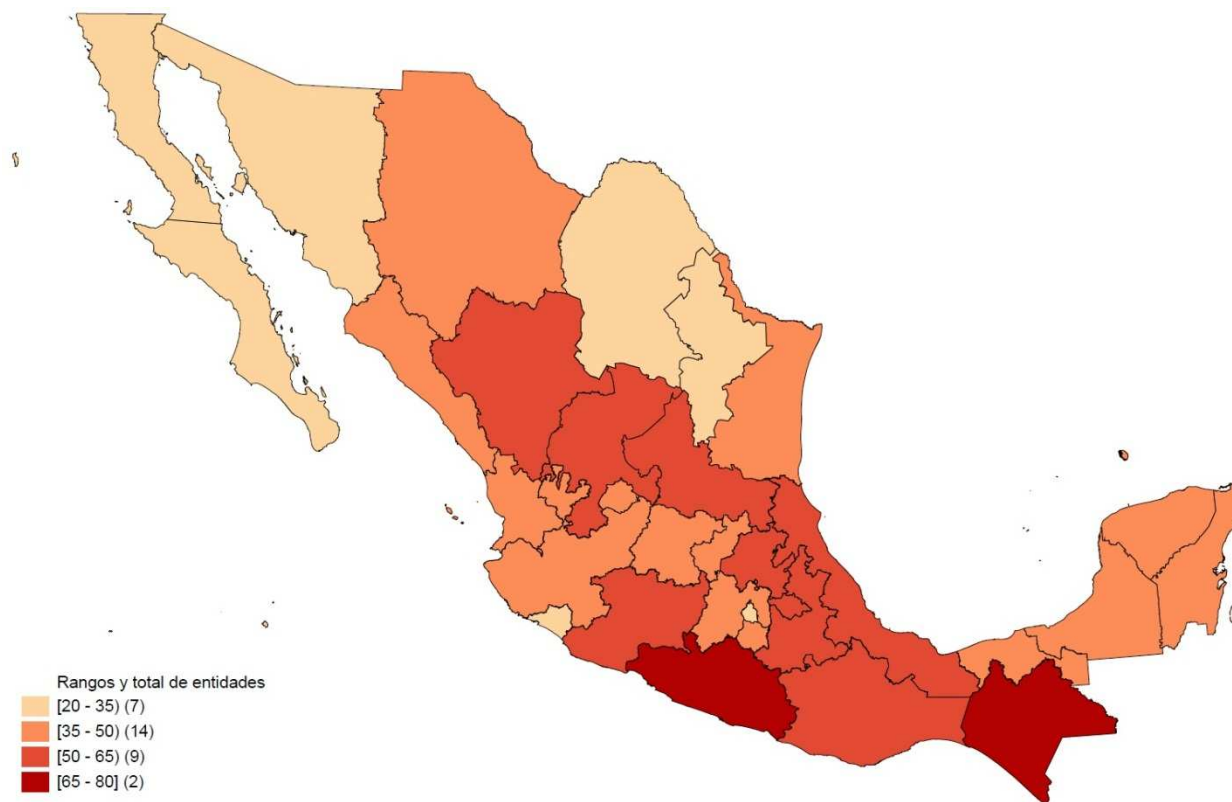 Rangos y total de entidades
[20 - 35) (7)
[35 - 50) (14)
[50 - 65) (9)
[65 - 80] (2)